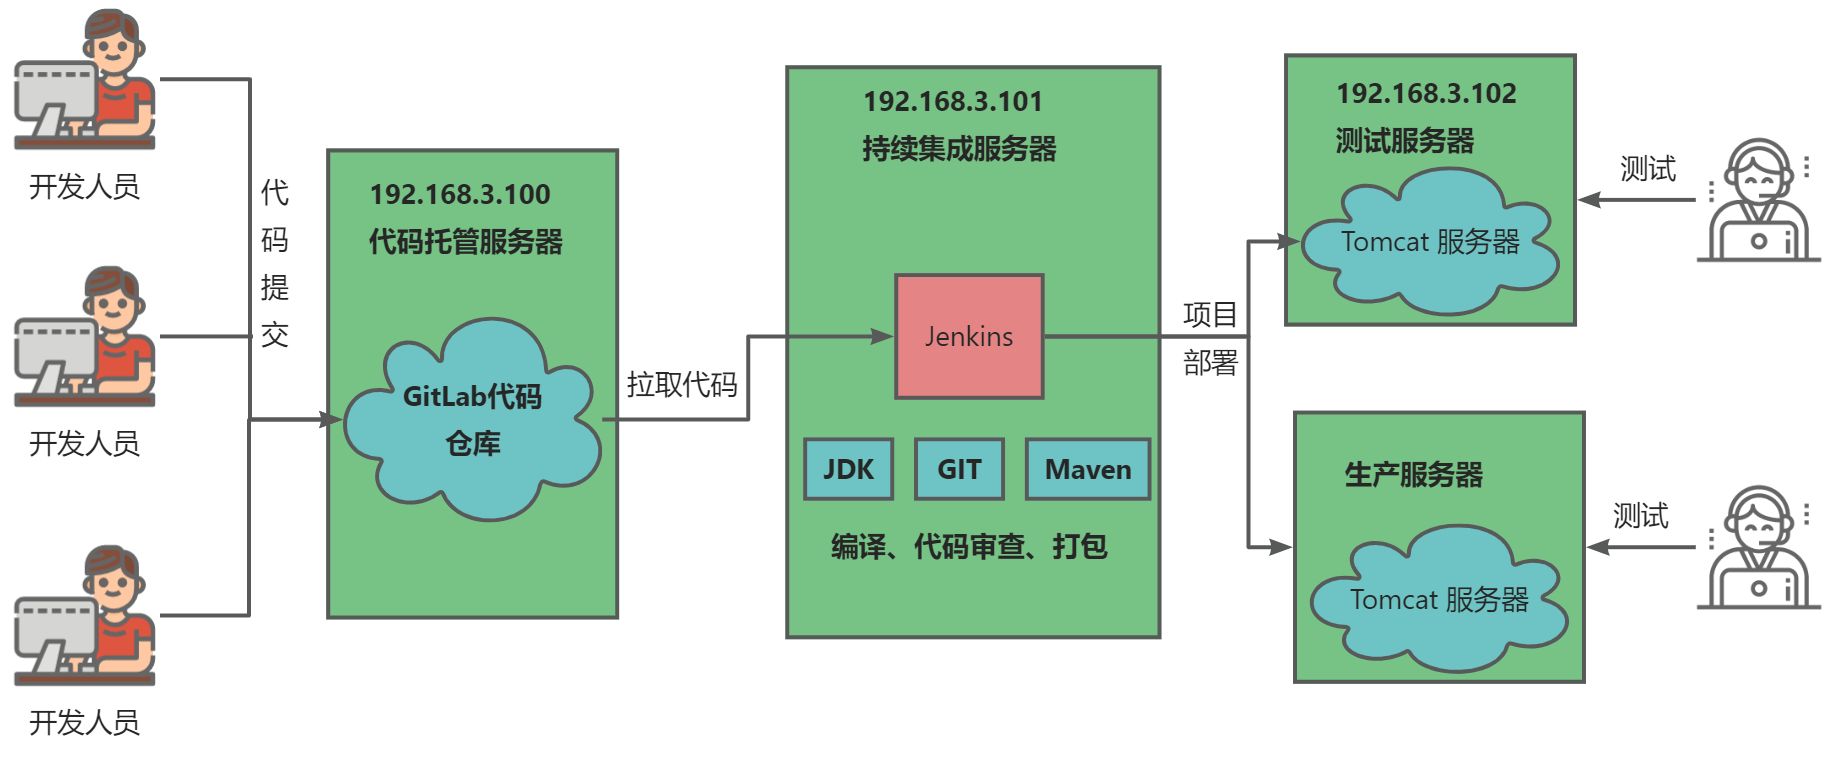 开发人员
开发人员
开发人员
代
码
提
交
192.168.3.100
代码托管服务器
GitLab代码
仓库
拉取代码
192.168.3.101
持续集成服务器
Jenkins
JDK
GIT
Maven
编译、代码审查、打包
项目
部署
192.168.3.102
测试服务器
Tomcat 服务器
测试
生产服务器
Tomcat 服务器
测试